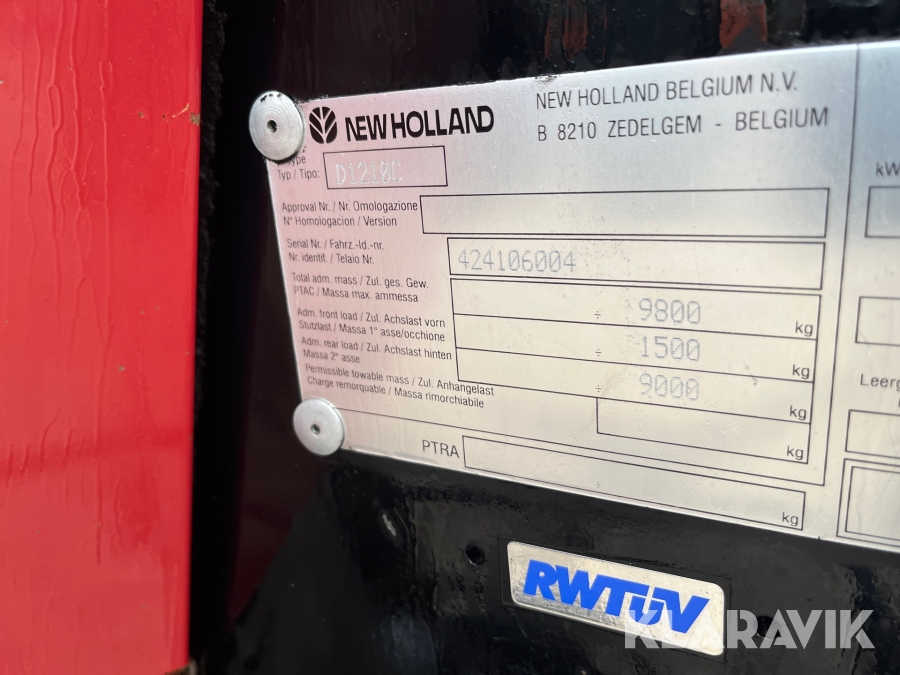 NEW HOLLAND
NEW HOLLAND BELGIUM N.V.
B 8210 ZEDELGEM - BELGIUM
Type
Typ / Tipo:
D1210C
Approval Nr. / Nr. Omologazione
N° Homologacion / Version
Serial Nr. / Fahrz.-Id.-nr.
Nr. identif. / Telaio Nr.
424106004
Total adm. mass / Zul. ges. Gew.
PTAC / Massa max. ammessa
÷ 9800 kg
Adm. front load / Zul. Achslast vorn
Stutzlast / Massa 1° asse/occhione
÷ 1500 kg
Adm. rear load / Zul. Achslast hinten
Massa 2° asse
÷ 9000 kg
Permissible towable mass / Zul. Anhangelast
Charge remorquable / Massa rimorchiabile
kg
PTRA
kg
kW
Leerg
RWTÜV
KLARAVIK